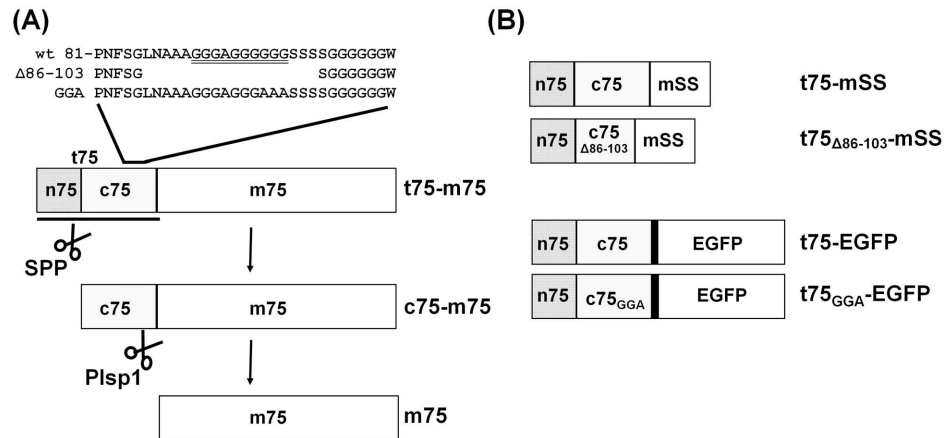 (A)
wt 81-PNFSGLNAAAGGGAGGGGGGSSSSGGGGGGW
Δ86-103 PNFSG SGGGGGGW
GGA PNFSGLNAAAGGGAGGGAAASSSSGGGGGGW
t75
n75 c75 m75 t75-m75
SPP
c75 m75 c75-m75
Plsp1
m75 m75
(B)
n75 c75 mSS t75-mSS
n75 c75 Δ86-103 mSS t75Δ86-103-mSS
n75 c75 EGFP t75-EGFP
n75 c75GGA EGFP t75GGA-EGFP